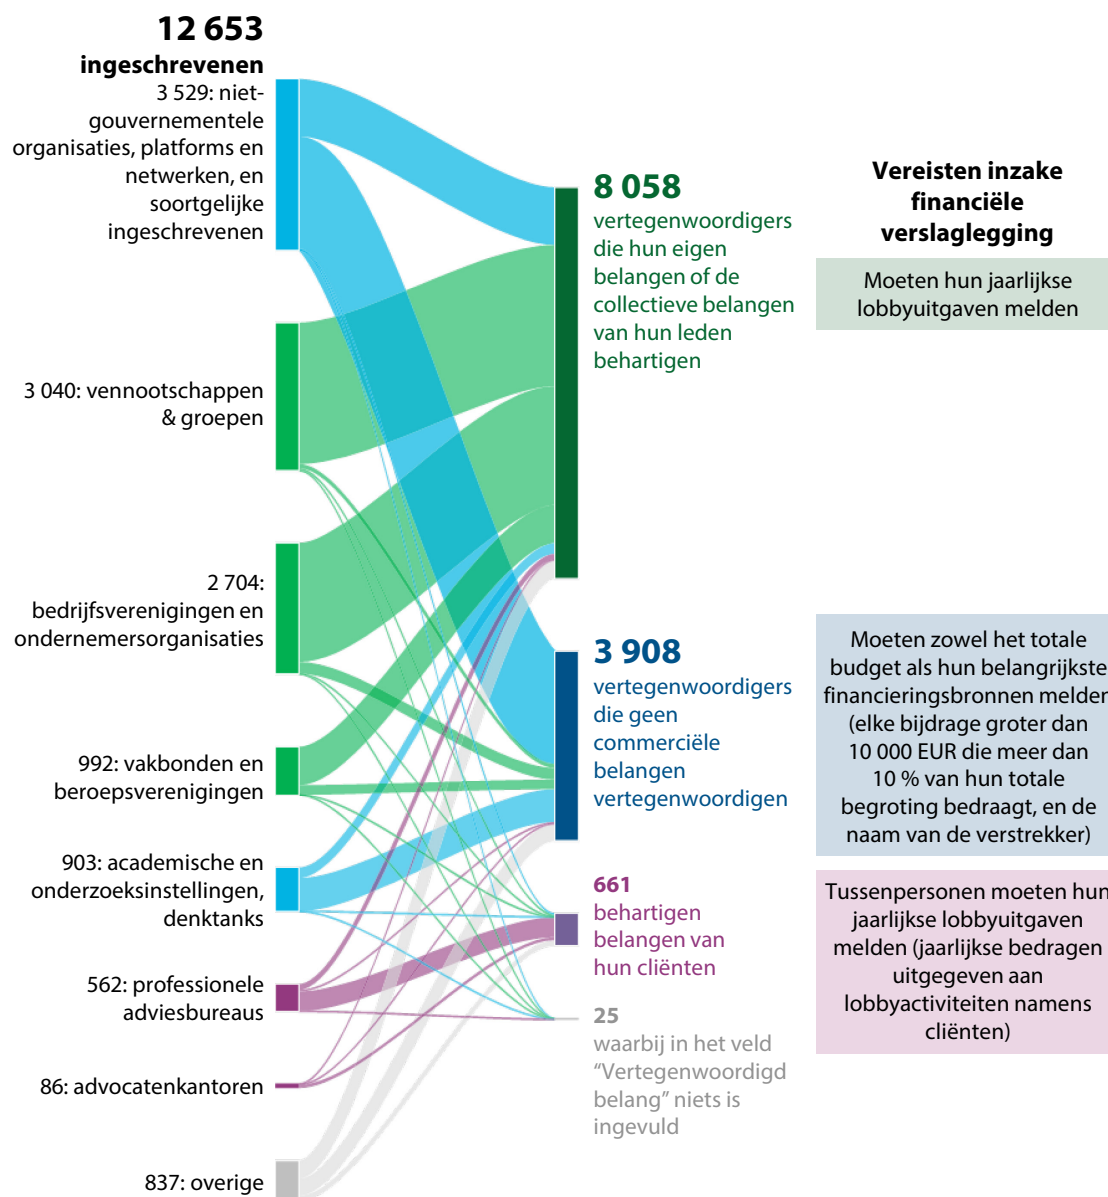 12 653
ingeschrevenen
3 529: niet-
gouvernementele
organisaties, platforms en
netwerken, en
soortgelijke
ingeschrevenen
3 040: vennootschappen
& groepen
2 704:
bedrijfsverenigingen en
ondernemersorganisaties
992: vakbonden en
beroepsverenigingen
903: academische en
onderzoeksinstellingen,
denktanks
562: professionele
adviesbureaus
86: advocatenkantoren
837: overige
8 058
vertegenwoordigers
die hun eigen
belangen of de
collectieve belangen
van hun leden
behartigen
3 908
vertegenwoordigers
die geen
commerciële
belangen
vertegenwoordigen
661
behartigen
belangen van
hun cliënten
25
waarbij in het veld
“Vertegenwoordigd
belang” niets is
ingevuld
Vereisten inzake
financiële
verslaglegging
Moeten hun jaarlijkse
lobbyuitgaven melden
Moeten zowel het totale
budget als hun belangrijkste
financieringsbronnen melden
(elke bijdrage groter dan
10 000 EUR die meer dan
10 % van hun totale
begroting bedraagt, en de
naam van de verstrekker)
Tussenpersonen moeten hun
jaarlijkse lobbyuitgaven
melden (jaarlijkse bedragen
uitgegeven aan
lobbyactiviteiten namens
cliënten)